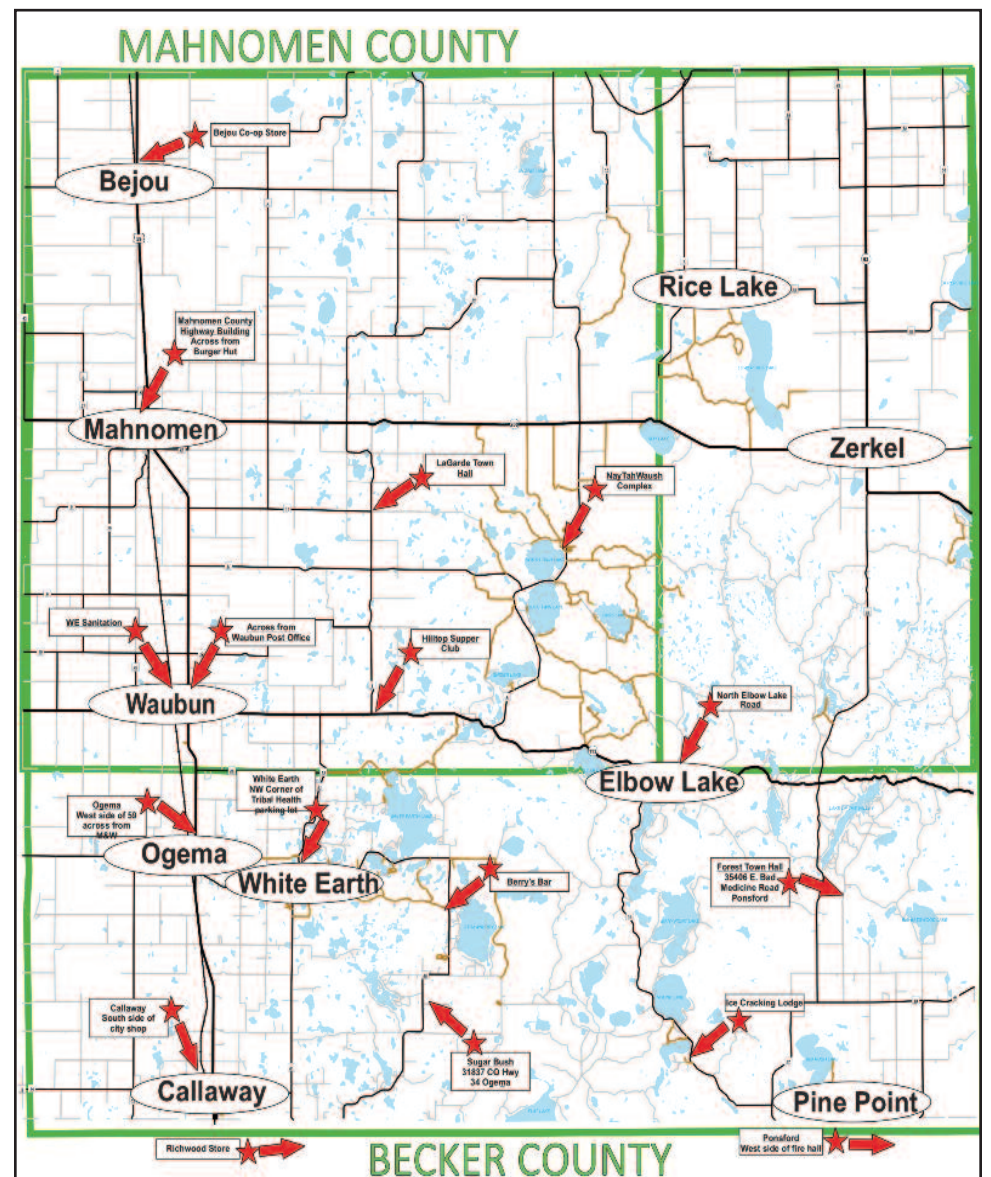 MAHNOMEN COUNTY
Bejou Co-op Store
Bejou
Rice Lake
Mahnomen County
Highway Building
Across from
Burger Hut
Mahnomen
Zerkel
LaGarde Town
Hall
NayTahWaush
Complex
WE Sanitation
Across from
Waubun Post Office
Hilltop Supper
Club
Waubun
North Elbow Lake
Road
Elbow Lake
White Earth
NW Corner of
Tribal Health
parking lot
Ogema
West side of 59
across from
M&W
Ogema
White Earth
Berry's Bar
Forest Town Hall
35406 E. Bad
Medicine Road
Ponsford
Callaway
South side of
city shop
Ice Cracking Lodge
Sugar Bush
31837 CO Hwy
34 Ogema
Callaway
Pine Point
Richwood Store
BECKER COUNTY
Ponsford
West side of fire hall